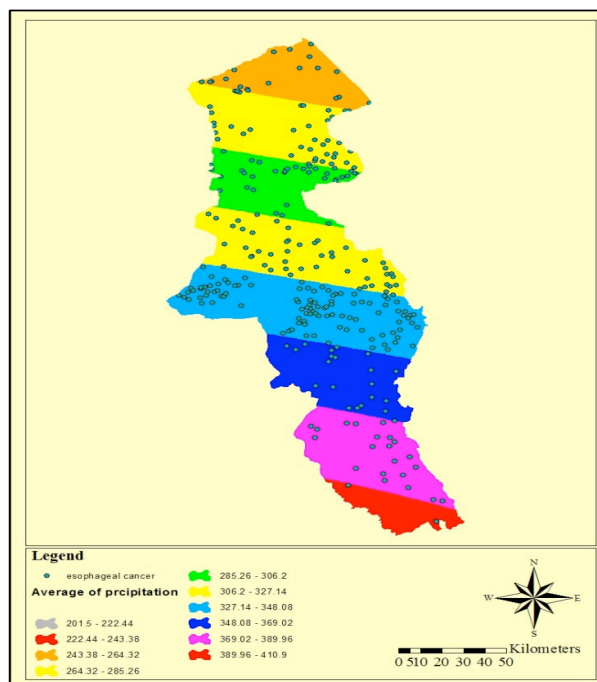 Legend
esophageal cancer
Average of prcipitation
201.5 - 222.44
222.44 - 243.38
243.38 - 264.32
264.32 - 285.26
285.26 - 306.2
306.2 - 327.14
327.14 - 348.08
348.08 - 369.02
369.02 - 389.96
389.96 - 410.9
N
W E
S
Kilometers
0 510 20 30 40 50